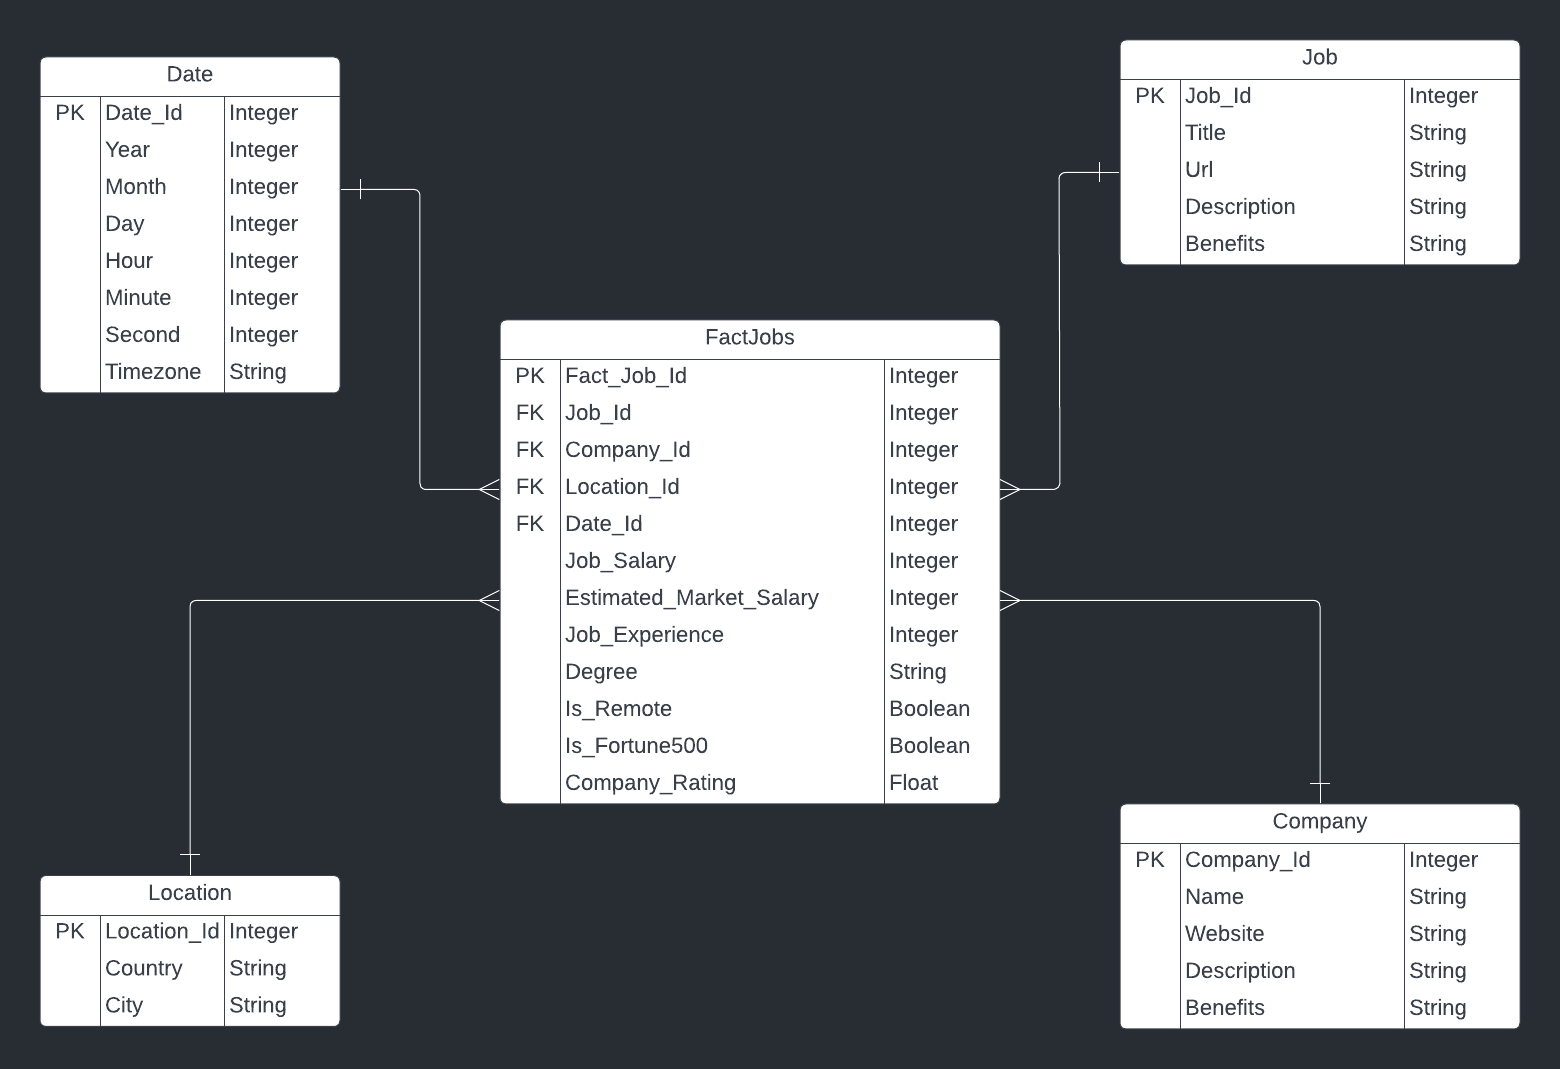 Date
PK Date_Id Integer
Year Integer
Month Integer
Day Integer
Hour Integer
Minute Integer
Second Integer
Timezone String
Job
PK Job_Id Integer
Title String
Url String
Description String
Benefits String
FactJobs
PK Fact_Job_Id Integer
FK Job_Id Integer
FK Company_Id Integer
FK Location_Id Integer
FK Date_Id Integer
Job_Salary Integer
Estimated_Market_Salary Integer
Job_Experience Integer
Degree String
Is_Remote Boolean
Is_Fortune500 Boolean
Company_Rating Float
Location
PK Location_Id Integer
Country String
City String
Company
PK Company_Id Integer
Name String
Website String
Description String
Benefits String